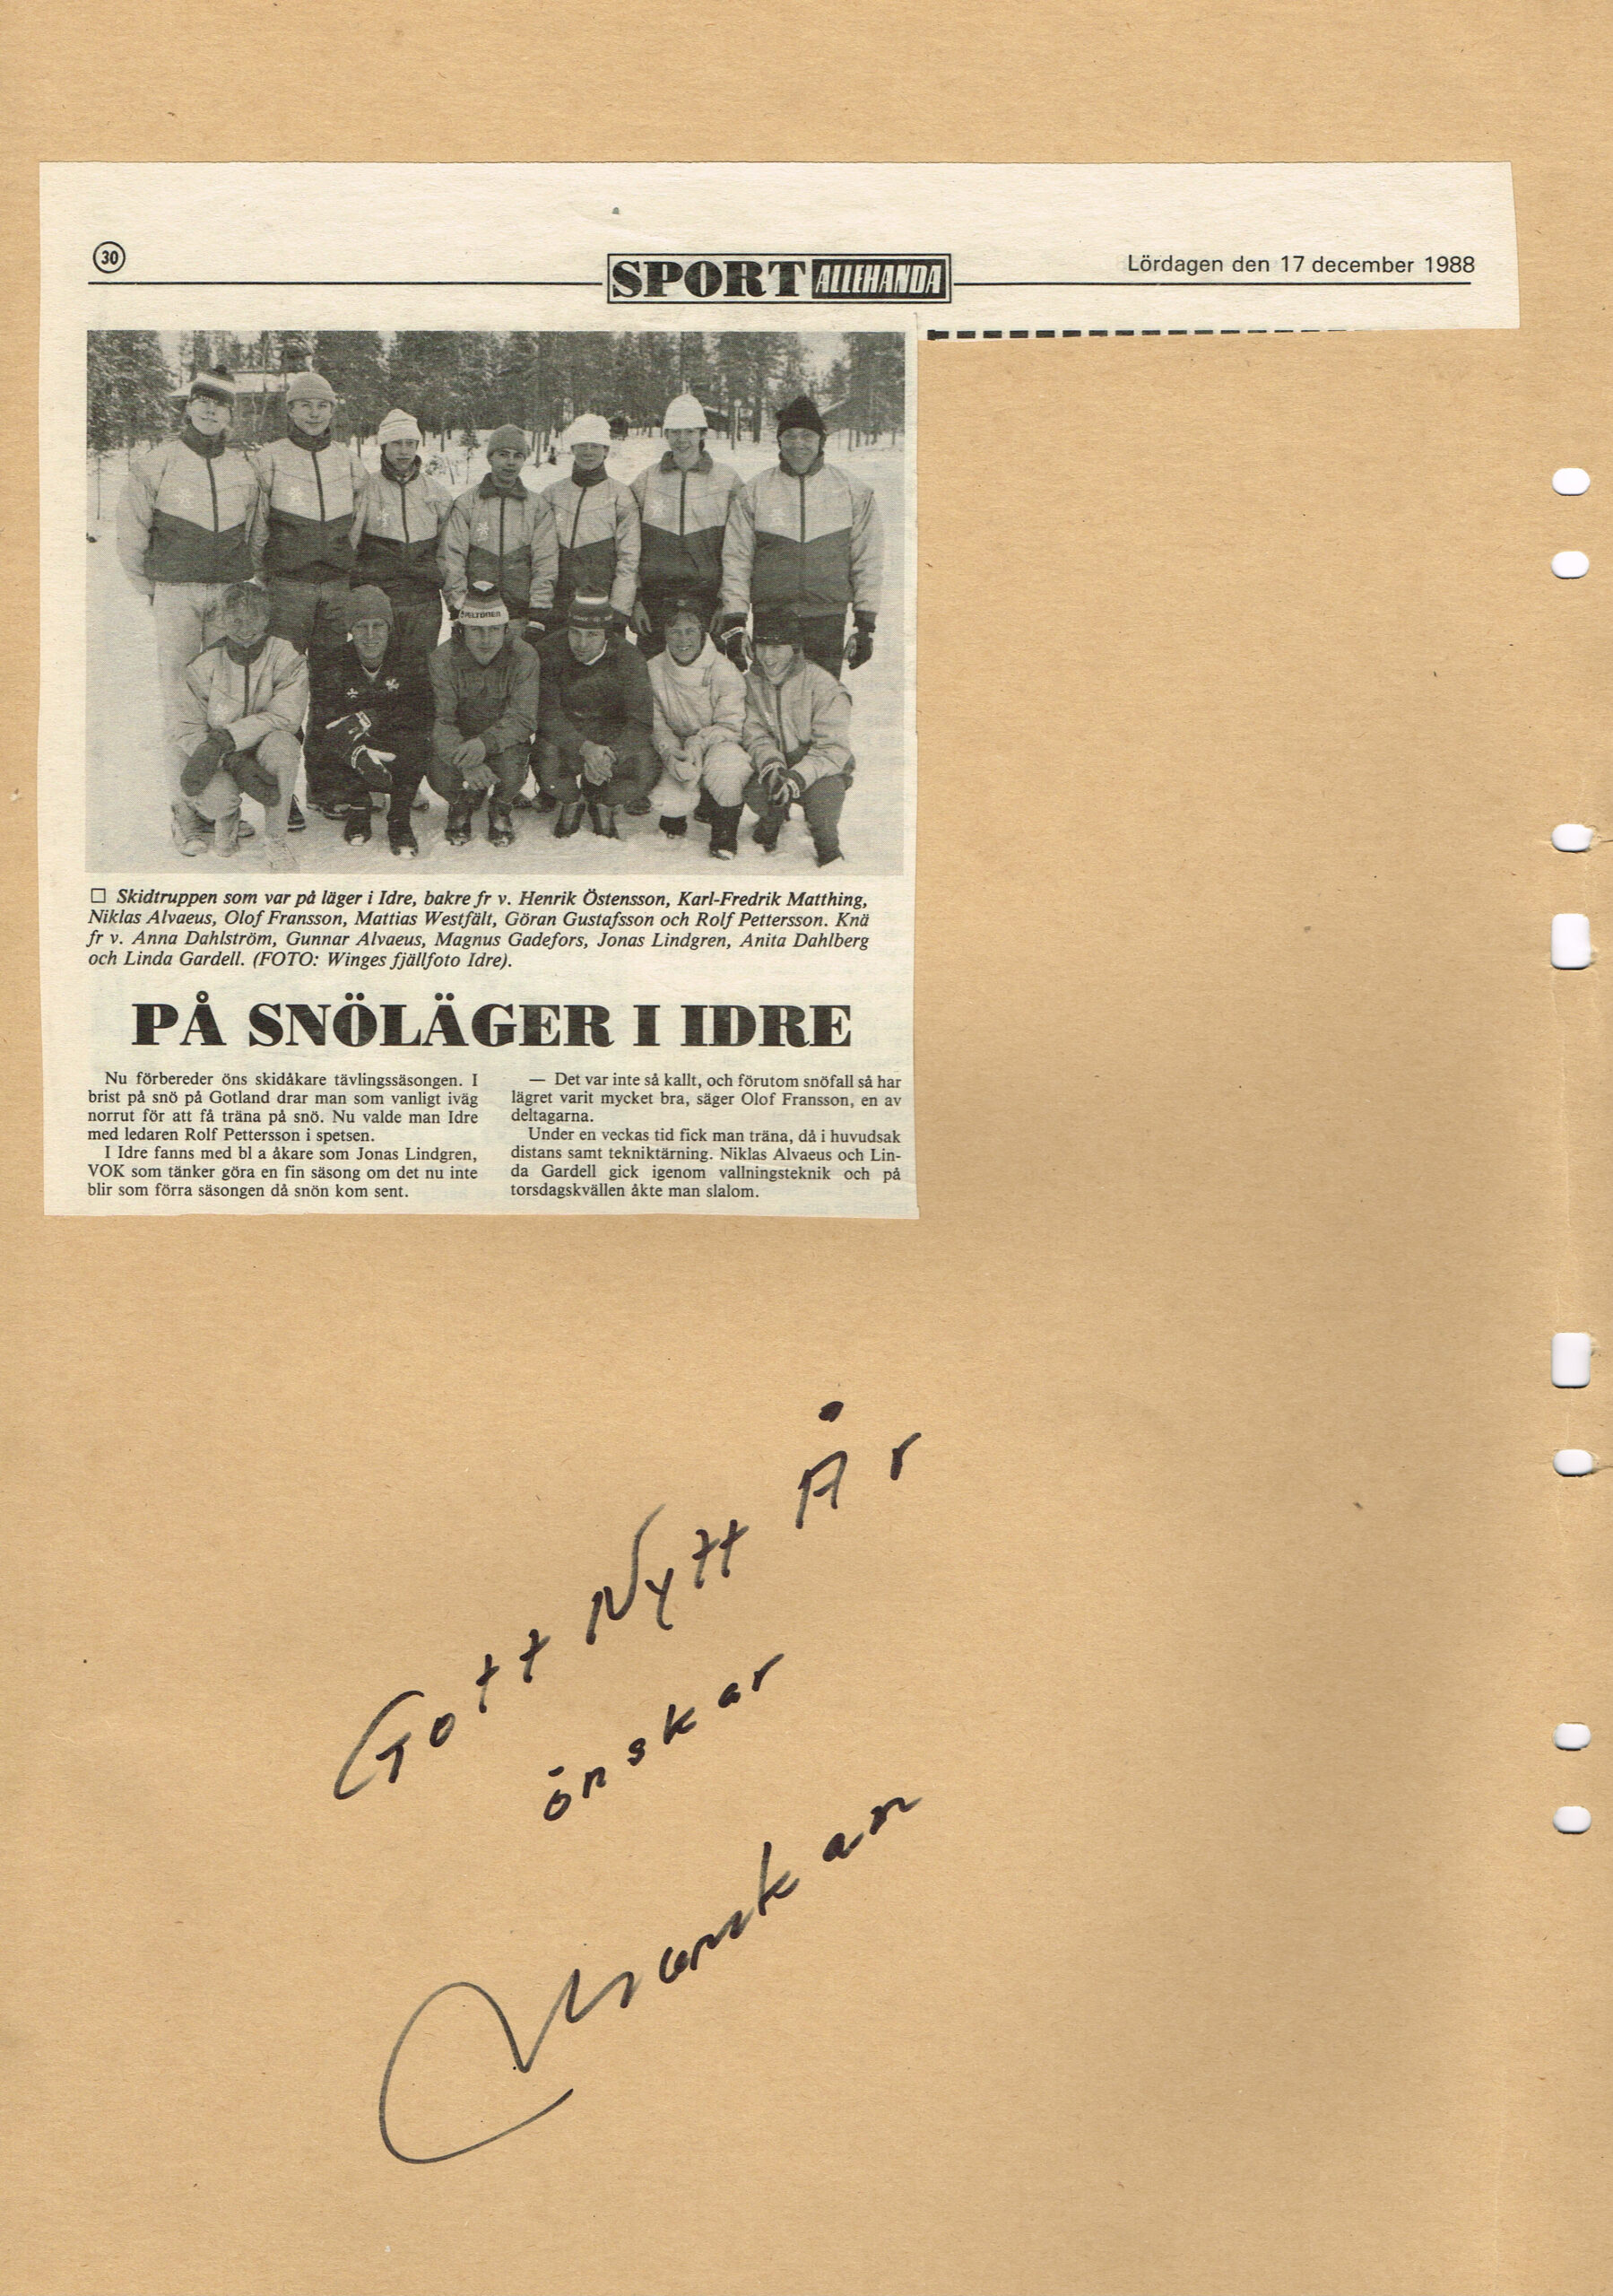 30
SPORT ALLEHANDA
Lördagen den 17 december 1988
PELTONEN
□ Skidtruppen som var på läger i Idre, bakre fr v. Henrik Östensson, Karl-Fredrik Matthing,
Niklas Alvaeus, Olof Fransson, Mattias Westfält, Göran Gustafsson och Rolf Pettersson. Knä
fr v. Anna Dahlström, Gunnar Alvaeus, Magnus Gadefors, Jonas Lindgren, Anita Dahlberg
och Linda Gardell. (FOTO: Winges fjällfoto Idre).
PÅ SNÖLÄGER I IDRE
Nu förbereder öns skidåkare tävlingssäsongen. I
brist på snö på Gotland drar man som vanligt iväg
norrut för att få träna på snö. Nu valde man Idre
med ledaren Rolf Pettersson i spetsen.
I Idre fanns med bl a åkare som Jonas Lindgren,
VOK som tänker göra en fin säsong om det nu inte
blir som förra säsongen då snön kom sent.
— Det var inte så kallt, och förutom snöfall så har
lägret varit mycket bra, säger Olof Fransson, en av
deltagarna.
Under en veckas tid fick man träna, då i huvudsak
distans samt tekniktärning. Niklas Alvaeus och Lin-
da Gardell gick igenom vallningsteknik och på
torsdagskvällen åkte man slalom.
Gott Nytt År
önskar